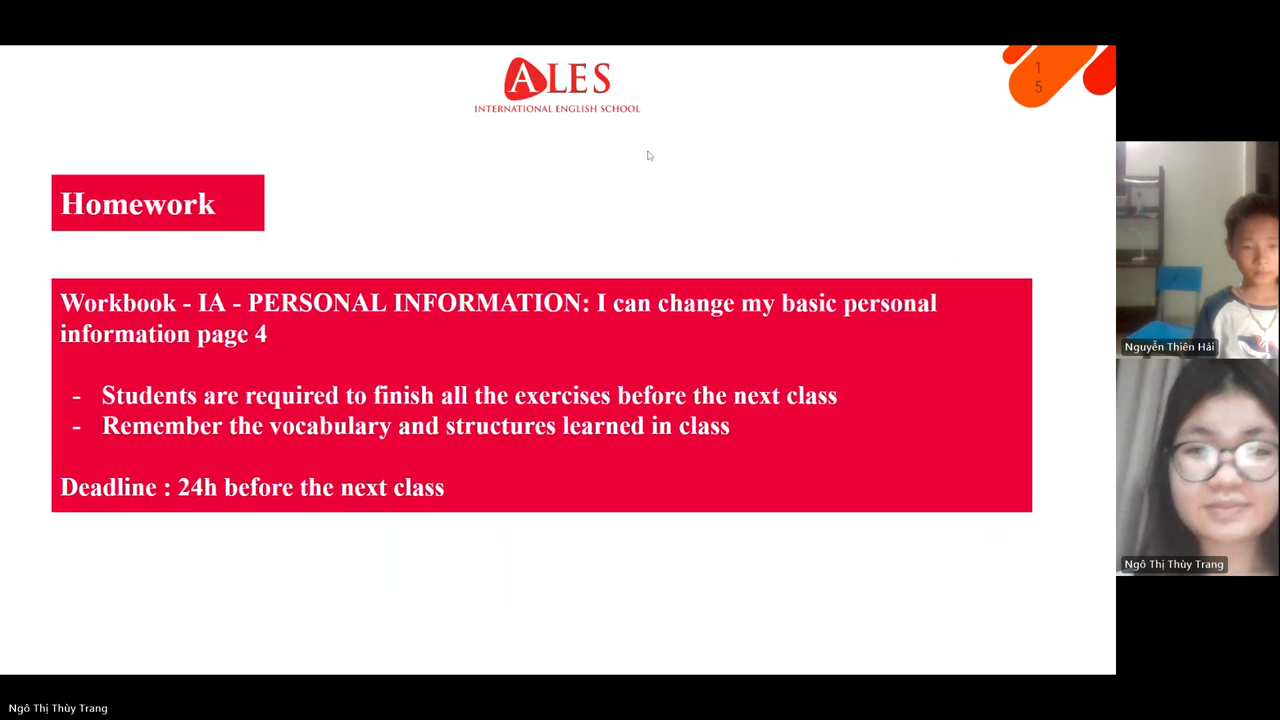 ALES
INTERNATIONAL ENGLISH SCHOOL
1
5
Homework
Workbook - IA - PERSONAL INFORMATION: I can change my basic personal
information page 4
- Students are required to finish all the exercises before the next class
- Remember the vocabulary and structures learned in class
Deadline : 24h before the next class
Nguyễn Thiên Hải
Ngô Thị Thùy Trang
Ngô Thị Thùy Trang